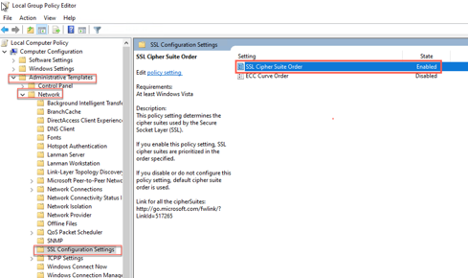 Local Group Policy Editor
File Action View Help
Local Computer Policy
Computer Configuration
Software Settings
Windows Settings
Administrative Templates
Control Panel
Network
Background Intelligent Transfe
BranchCache
DirectAccess Client Experience
DNS Client
Fonts
Hotspot Authentication
Lanman Server
Lanman Workstation
Link-Layer Topology Discovery
Microsoft Peer-to-Peer Network
Network Connections
Network Connectivity Status I
Network Isolation
Network Provider
Offline Files
QoS Packet Scheduler
SNMP
SSL Configuration Settings
TCPIP Settings
Windows Connect Now
Windows Connection Manager
SSL Configuration Settings
SSL Cipher Suite Order
Edit policy setting.
Requirements:
At least Windows Vista
Description:
This policy setting determines the
cipher suites used by the Secure
Socket Layer (SSL).
If you enable this policy setting, SSL
cipher suites are prioritized in the
order specified.
If you disable or do not configure this
policy setting, default cipher suite
order is used.
Link for all the cipherSuites:
http://go.microsoft.com/fwlink/?
LinkId=517265
Setting State
SSL Cipher Suite Order Enabled
ECC Curve Order Disabled